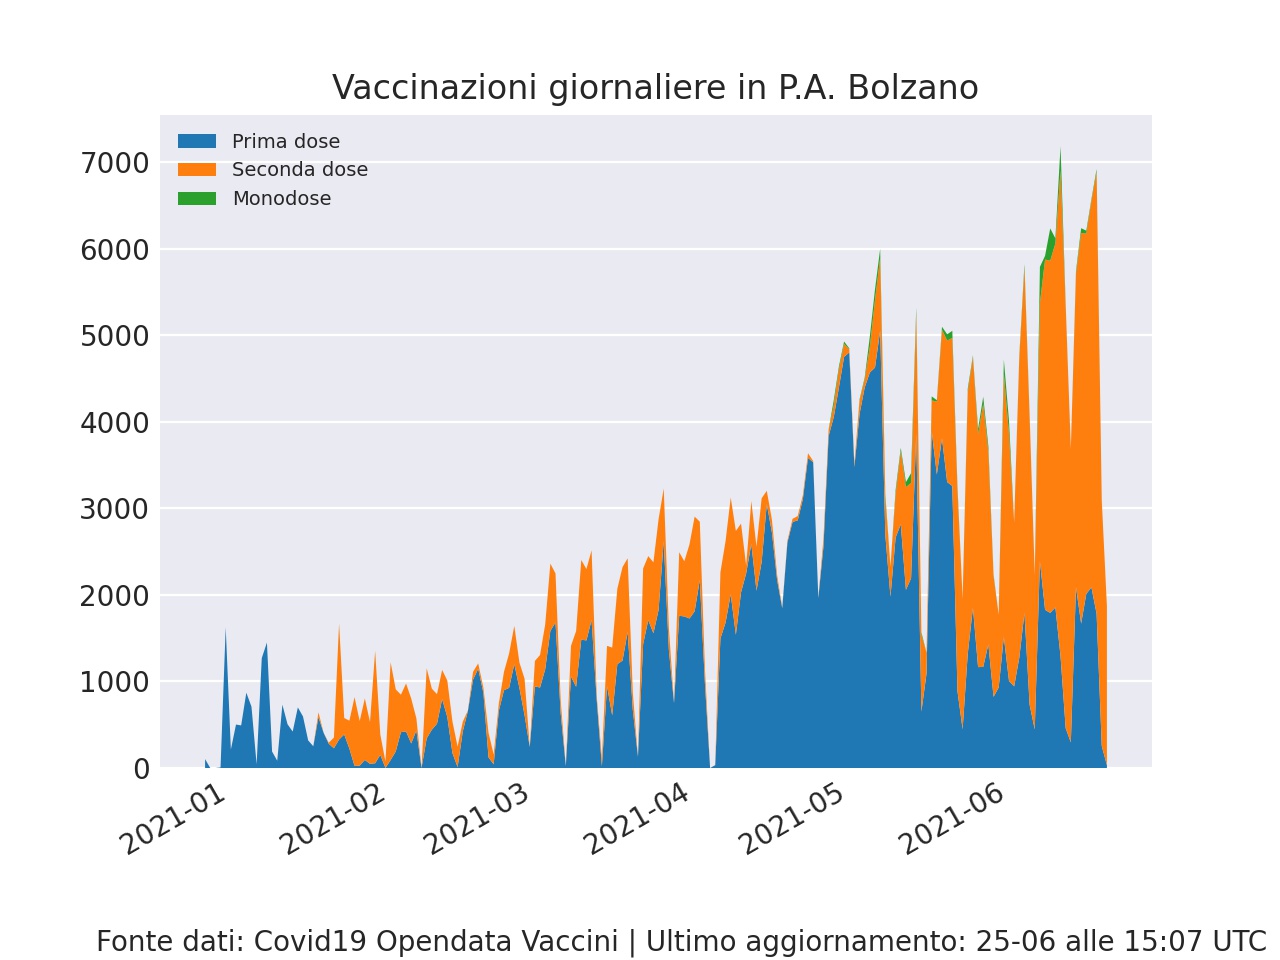 Vaccinazioni giornaliere in P.A. Bolzano
Prima dose
Seconda dose
Monodose
7000
6000
5000
4000
3000
2000
1000
0
2021-01
2021-02
2021-03
2021-04
2021-05
2021-06
Fonte dati: Covid19 Opendata Vaccini | Ultimo aggiornamento: 25-06 alle 15:07 UTC